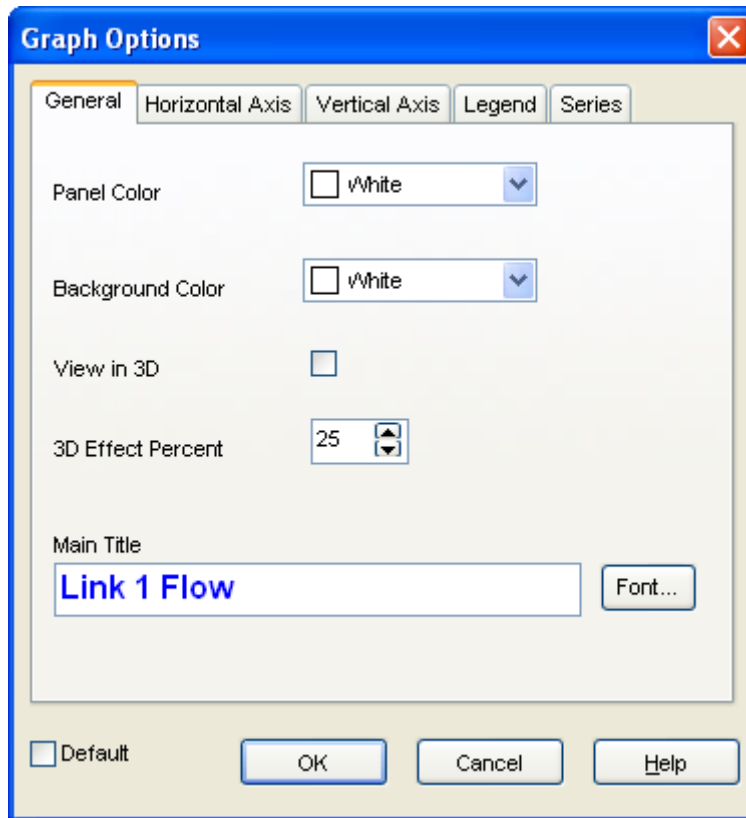 Graph Options
General Horizontal Axis Vertical Axis Legend Series
Panel Color White
Background Color White
View in 3D
3D Effect Percent 25
Main Title
Link 1 Flow Font...
Default OK Cancel Help